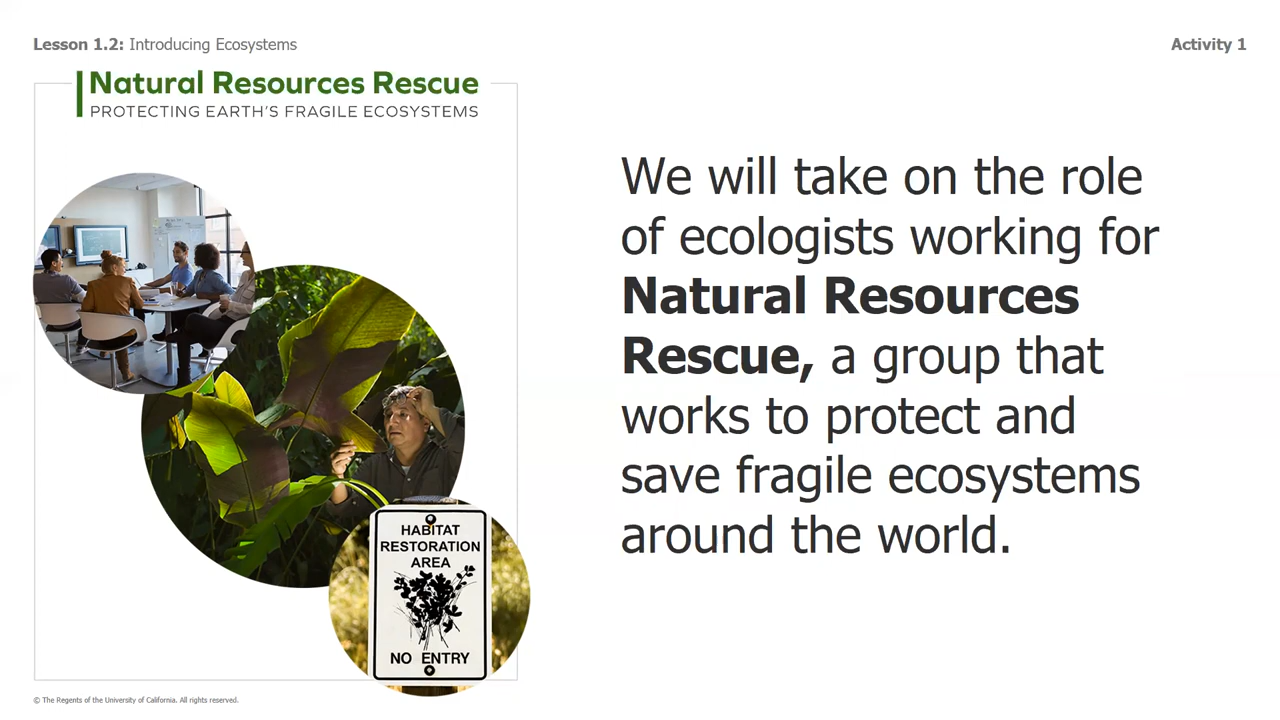 Lesson 1.2: Introducing Ecosystems
Activity 1
Natural Resources Rescue
PROTECTING EARTH'S FRAGILE ECOSYSTEMS
HABITAT
RESTORATION
AREA
NO ENTRY
We will take on the role
of ecologists working for
Natural Resources
Rescue, a group that
works to protect and
save fragile ecosystems
around the world.
© The Regents of the University of California. All rights reserved.